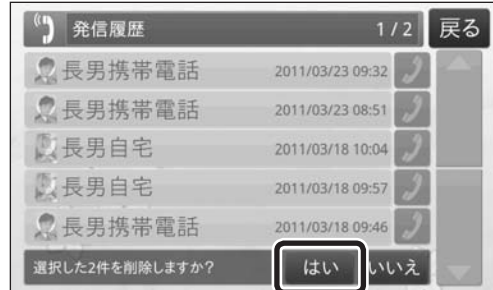 発信履歴 1 / 2 戻る
長男携帯電話 2011/03/23 09:32
長男携帯電話 2011/03/23 08:51
長男自宅 2011/03/18 10:04
長男自宅 2011/03/18 09:57
長男携帯電話 2011/03/18 09:46
選択した2件を削除しますか? はい いいえ